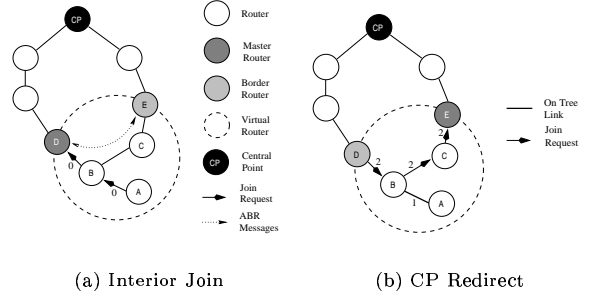 CP
Router
Master
Router
Border
Router
Virtual
Router
CP
Central
Point
Join
Request
ABR
Messages
E
D
C
B
A
0
0
(a) Interior Join
CP
E
2
D
2
2
C
B
1
A
On Tree
Link
Join
Request
(b) CP Redirect